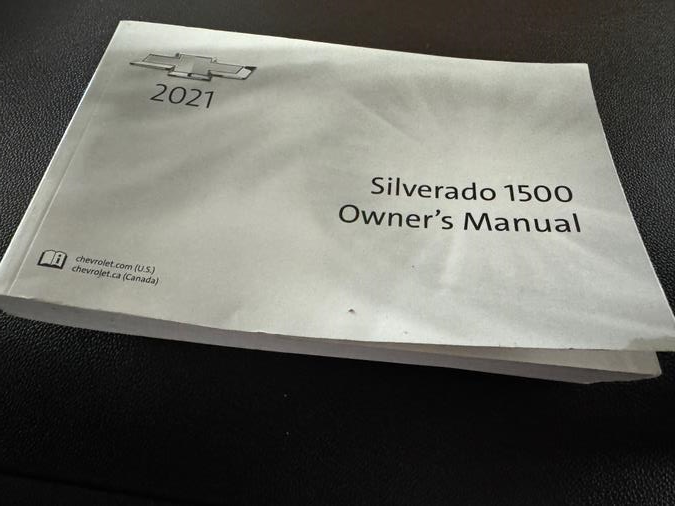 2021
Silverado 1500
Owner's Manual
chevrolet.com (U.S.)
chevrolet.ca (Canada)